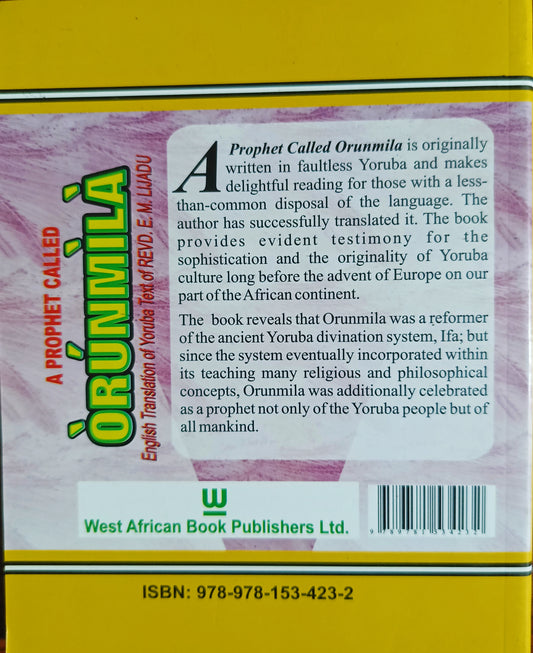 A PROPHET CALLED
ÒRÚNMÌLÀ
English Translation of Yoruba Text of REVD. E. M. LIJADU
A Prophet Called Orunmila is originally
written in faultless Yoruba and makes
delightful reading for those with a less-
than-common disposal of the language. The
author has successfully translated it. The book
provides evident testimony for the
sophistication and the originality of Yoruba
culture long before the advent of Europe on our
part of the African continent.
The book reveals that Orunmila was a reformer
of the ancient Yoruba divination system, Ifa; but
since the system eventually incorporated within
its teaching many religious and philosophical
concepts, Orunmila was additionally celebrated
as a prophet not only of the Yoruba people but of
all mankind.
West African Book Publishers Ltd.
9 789781 534232
ISBN: 978-978-153-423-2